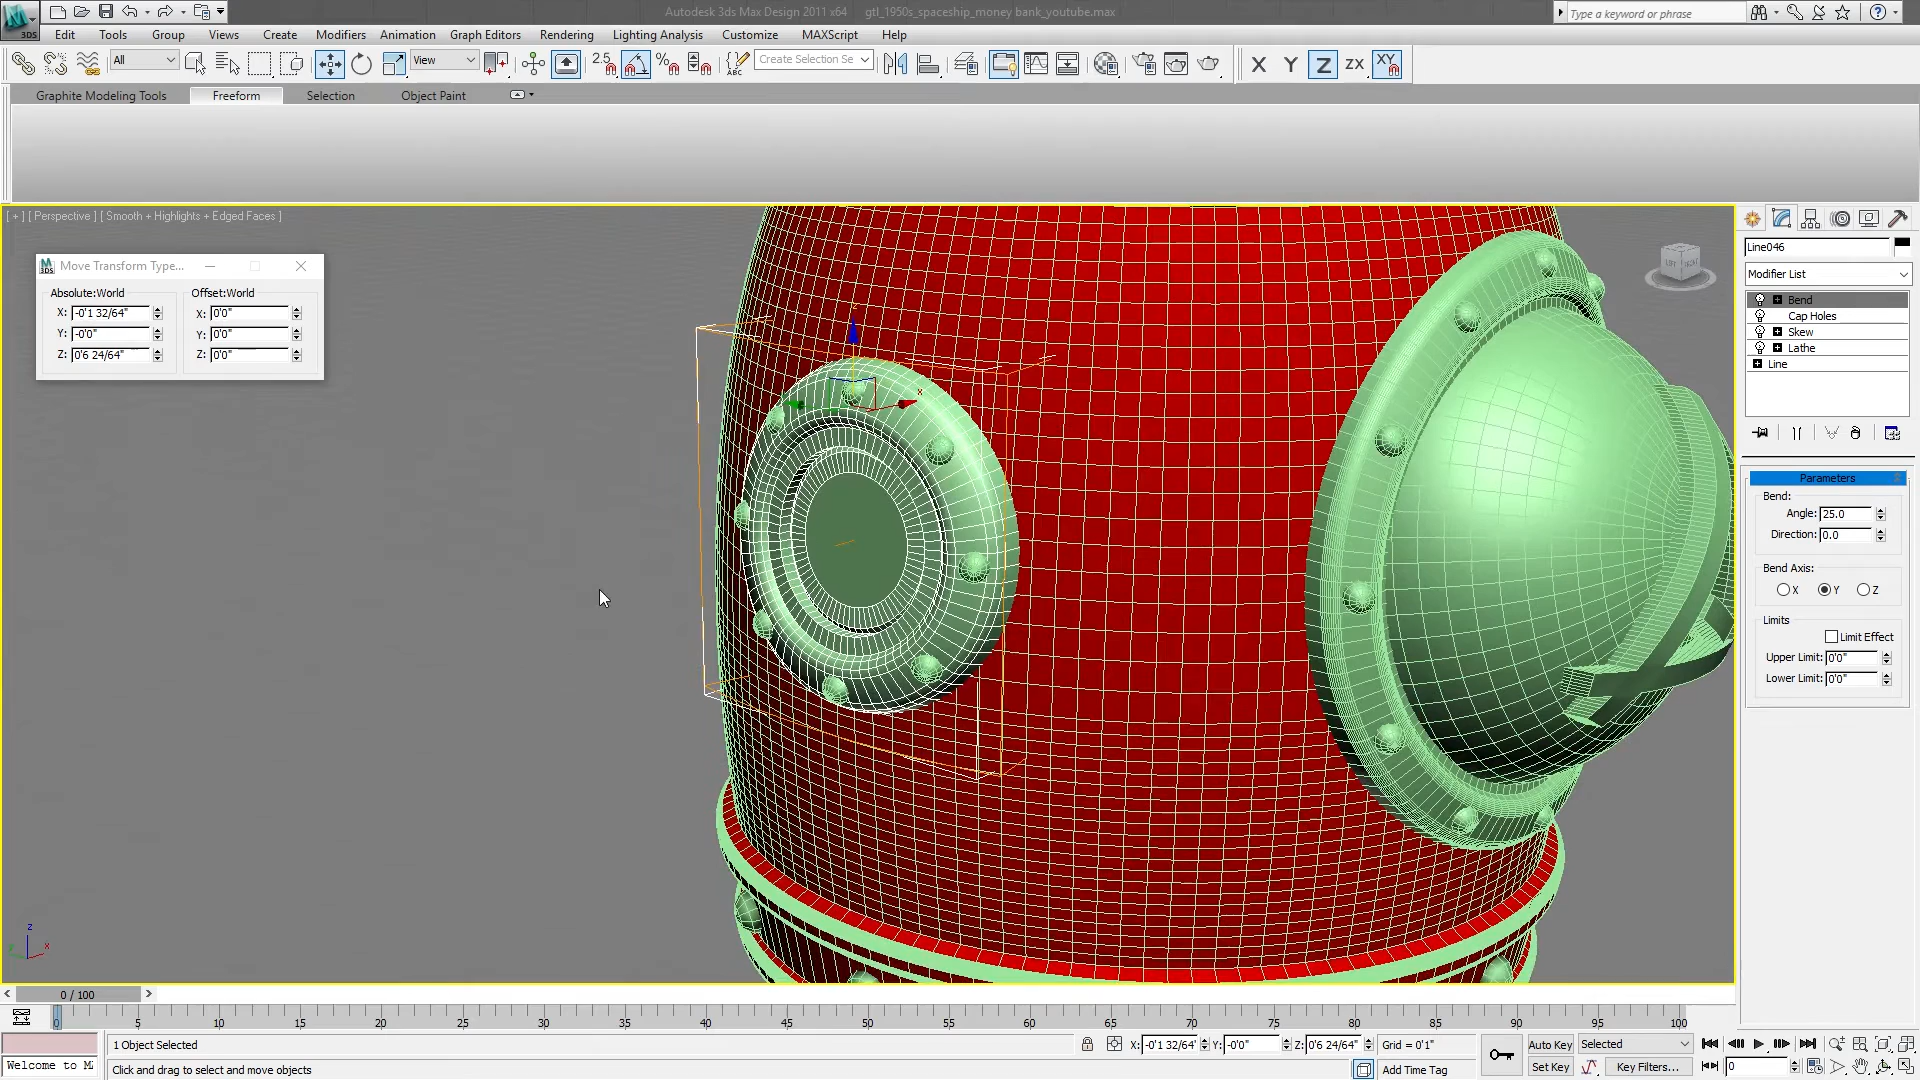 Autodesk 3ds Max Design 2011 x64 gtl_1950s_spaceship_money bank_youtube.max
Type a keyword or phrase
3DS
Edit Tools Group Views Create Modifiers Animation Graph Editors Rendering Lighting Analysis Customize MAXScript Help
All View 2.5 % ABC Create Selection Se X Y Z ZX XY
Graphite Modeling Tools Freeform Selection Object Paint
[ + ] [ Perspective ] [ Smooth + Highlights + Edged Faces ]
Move Transform Type...
Absolute:World Offset:World
X: -0'1 32/64" X: 0'0"
Y: -0'0" Y: 0'0"
Z: 0'6 24/64" Z: 0'0"
x
z
x
LEFT FRONT
Line046
Modifier List
Bend
Cap Holes
Skew
Lathe
Line
Parameters
Bend:
Angle: 25.0
Direction: 0.0
Bend Axis:
X Y Z
Limits
Limit Effect
Upper Limit: 0'0"
Lower Limit: 0'0"
0 / 100
0 5 10 15 20 25 30 35 40 45 50 55 60 65 70 75 80 85 90 95 100
1 Object Selected X: -0'1 32/64" Y: -0'0" Z: 0'6 24/64" Grid = 0'1" Auto Key Selected
Welcome to M Click and drag to select and move objects Add Time Tag Set Key Key Filters... 0